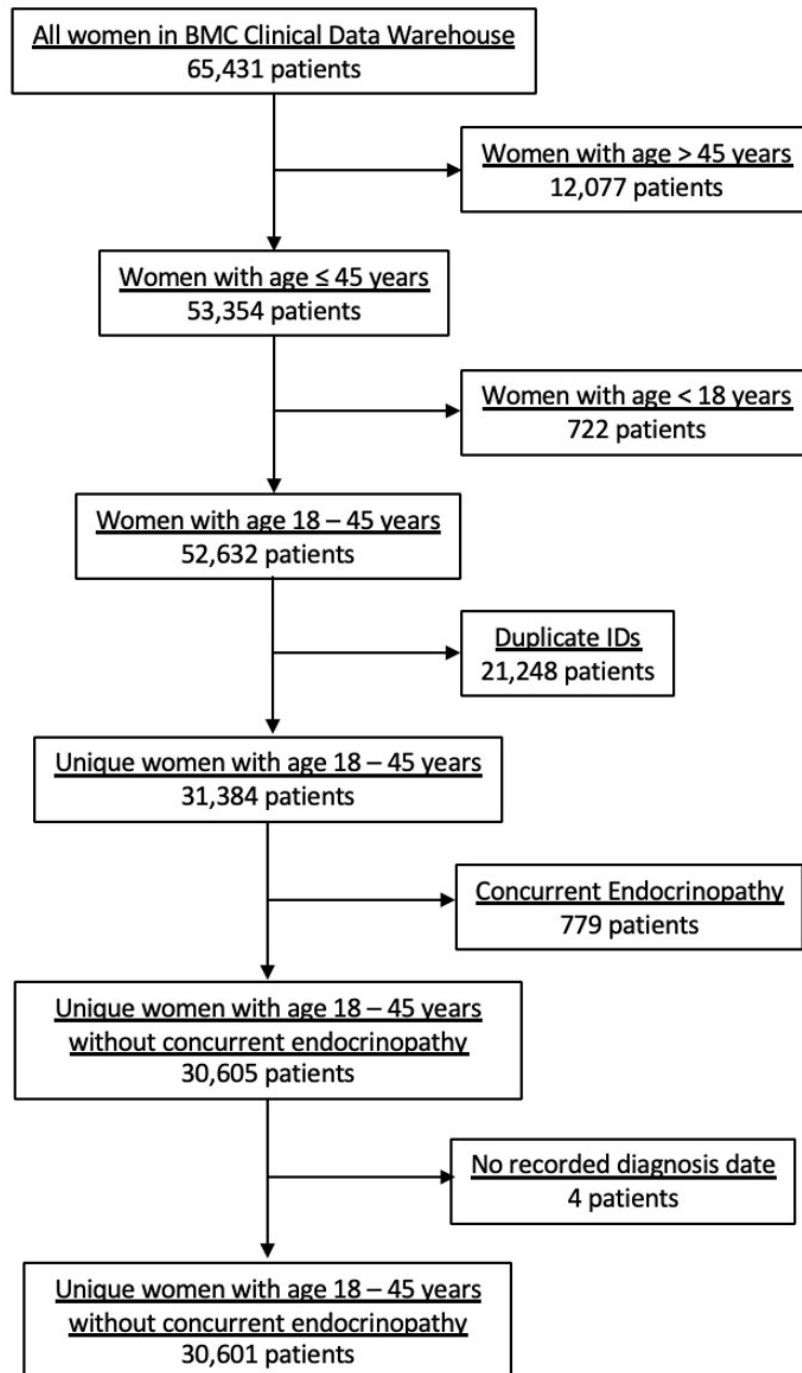 All women in BMC Clinical Data Warehouse
65,431 patients
Women with age > 45 years
12,077 patients
Women with age ≤ 45 years
53,354 patients
Women with age < 18 years
722 patients
Women with age 18 – 45 years
52,632 patients
Duplicate IDs
21,248 patients
Unique women with age 18 – 45 years
31,384 patients
Concurrent Endocrinopathy
779 patients
Unique women with age 18 – 45 years
without concurrent endocrinopathy
30,605 patients
No recorded diagnosis date
4 patients
Unique women with age 18 – 45 years
without concurrent endocrinopathy
30,601 patients